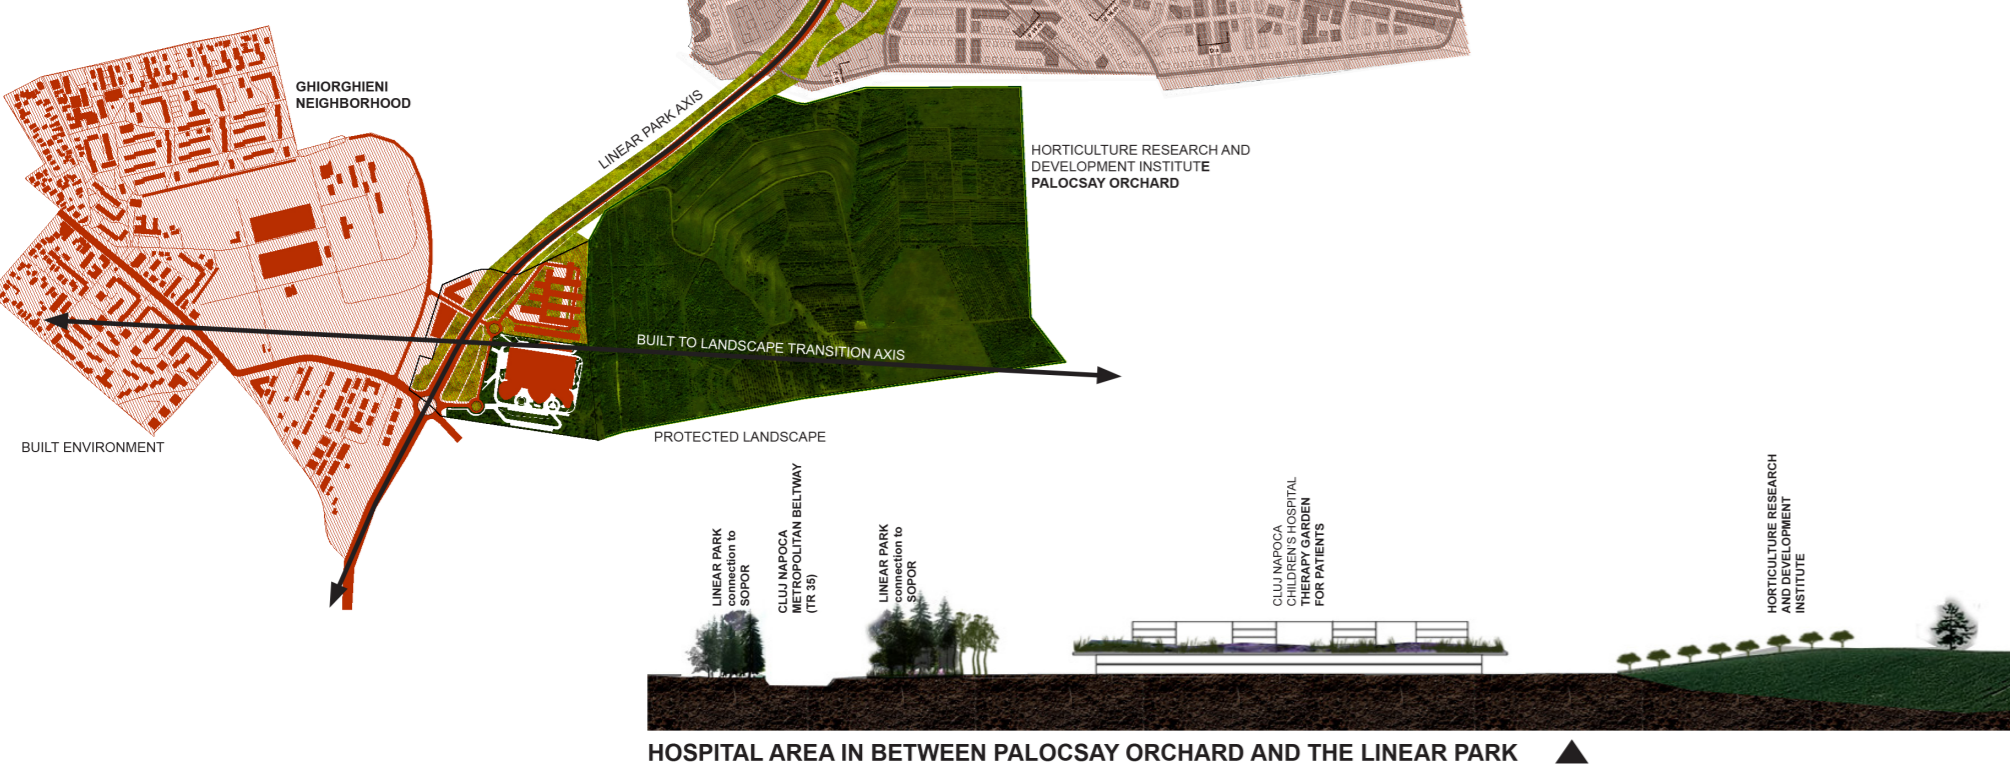 GHIORGHIENI
NEIGHBORHOOD
LINEAR PARK AXIS
HORTICULTURE RESEARCH AND
DEVELOPMENT INSTITUTE
PALOCSAY ORCHARD
BUILT TO LANDSCAPE TRANSITION AXIS
BUILT ENVIRONMENT
PROTECTED LANDSCAPE
LINEAR PARK
connection to
SOPOR
CLUJ NAPOCA
METROPOLITAN BELTWAY
(TR 35)
LINEAR PARK
connection to
SOPOR
CLUJ NAPOCA
CHILDREN'S HOSPITAL
THERAPY GARDEN
FOR PATIENTS
HORTICULTURE RESEARCH
AND DEVELOPMENT
INSTITUTE
HOSPITAL AREA IN BETWEEN PALOCSAY ORCHARD AND THE LINEAR PARK